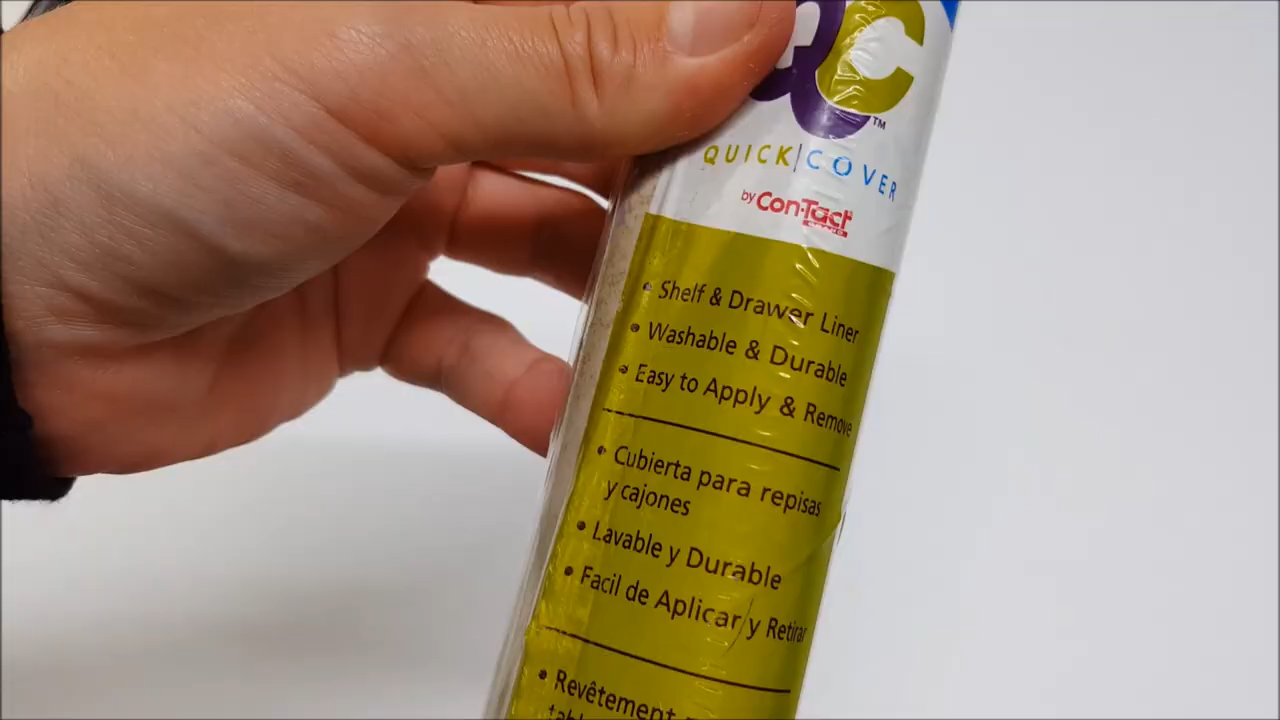 QC™
QUICK|COVER
by Con-Tact
• Shelf & Drawer Liner
• Washable & Durable
• Easy to Apply & Remove
• Cubierta para repisas
y cajones
• Lavable y Durable
• Facil de Aplicar y Retirar
• Revêtement